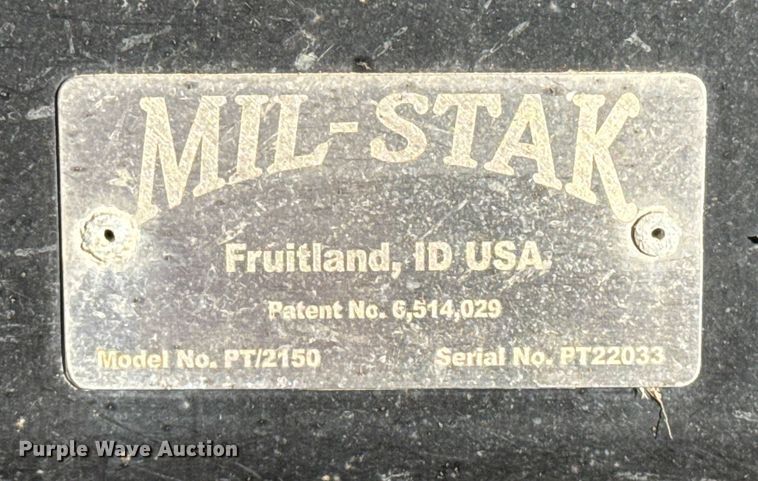 MIL-STAK
Fruitland, ID USA
Patent No. 6,514,029
Model No. PT/2150 Serial No. PT22033
Purple Wave Auction